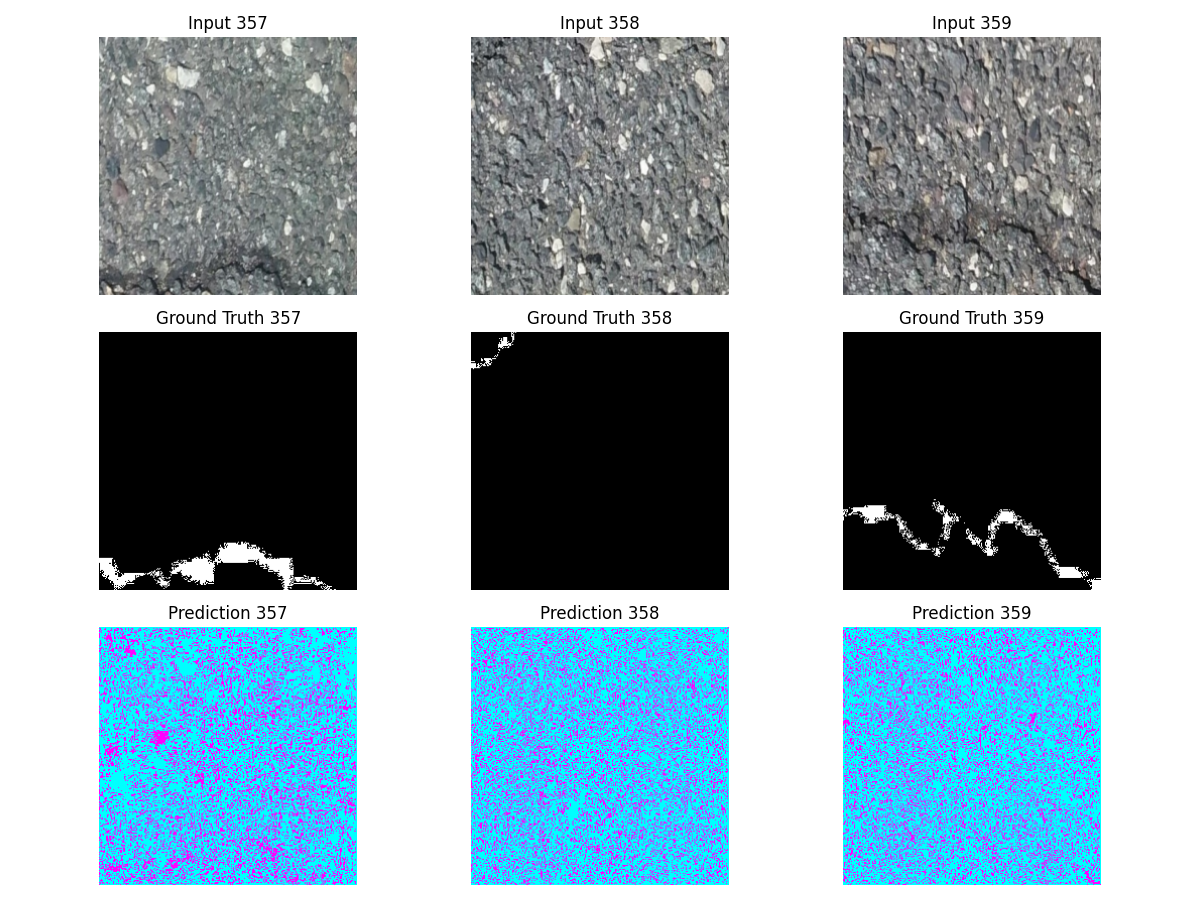 Input 357
Input 358
Input 359
Ground Truth 357
Ground Truth 358
Ground Truth 359
Prediction 357
Prediction 358
Prediction 359